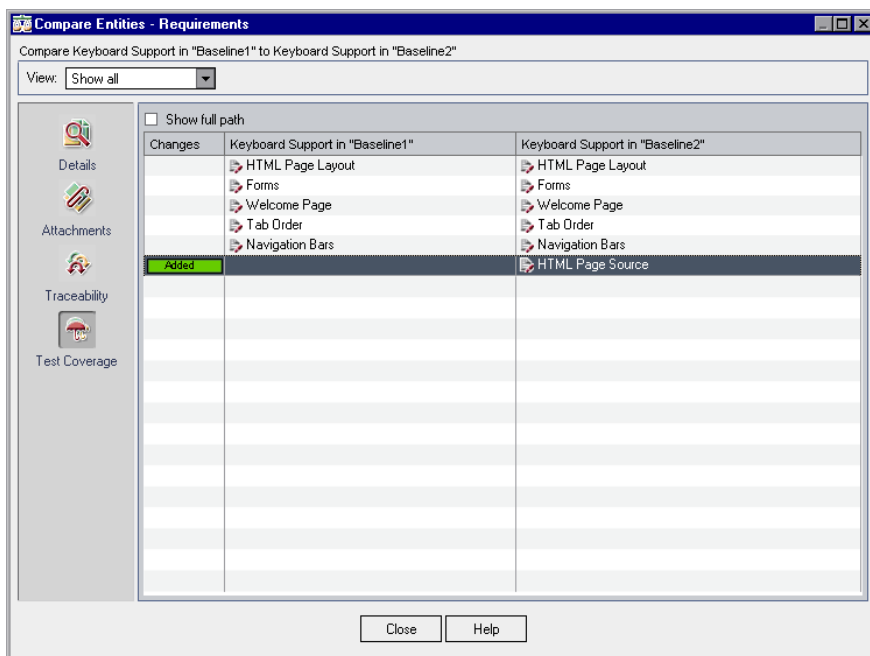 Compare Entities - Requirements
Compare Keyboard Support in "Baseline1" to Keyboard Support in "Baseline2"
View: Show all
Details
Attachments
Traceability
Test Coverage
Show full path
Changes Keyboard Support in "Baseline1" Keyboard Support in "Baseline2"
HTML Page Layout HTML Page Layout
Forms Forms
Welcome Page Welcome Page
Tab Order Tab Order
Navigation Bars Navigation Bars
Added HTML Page Source
Close Help